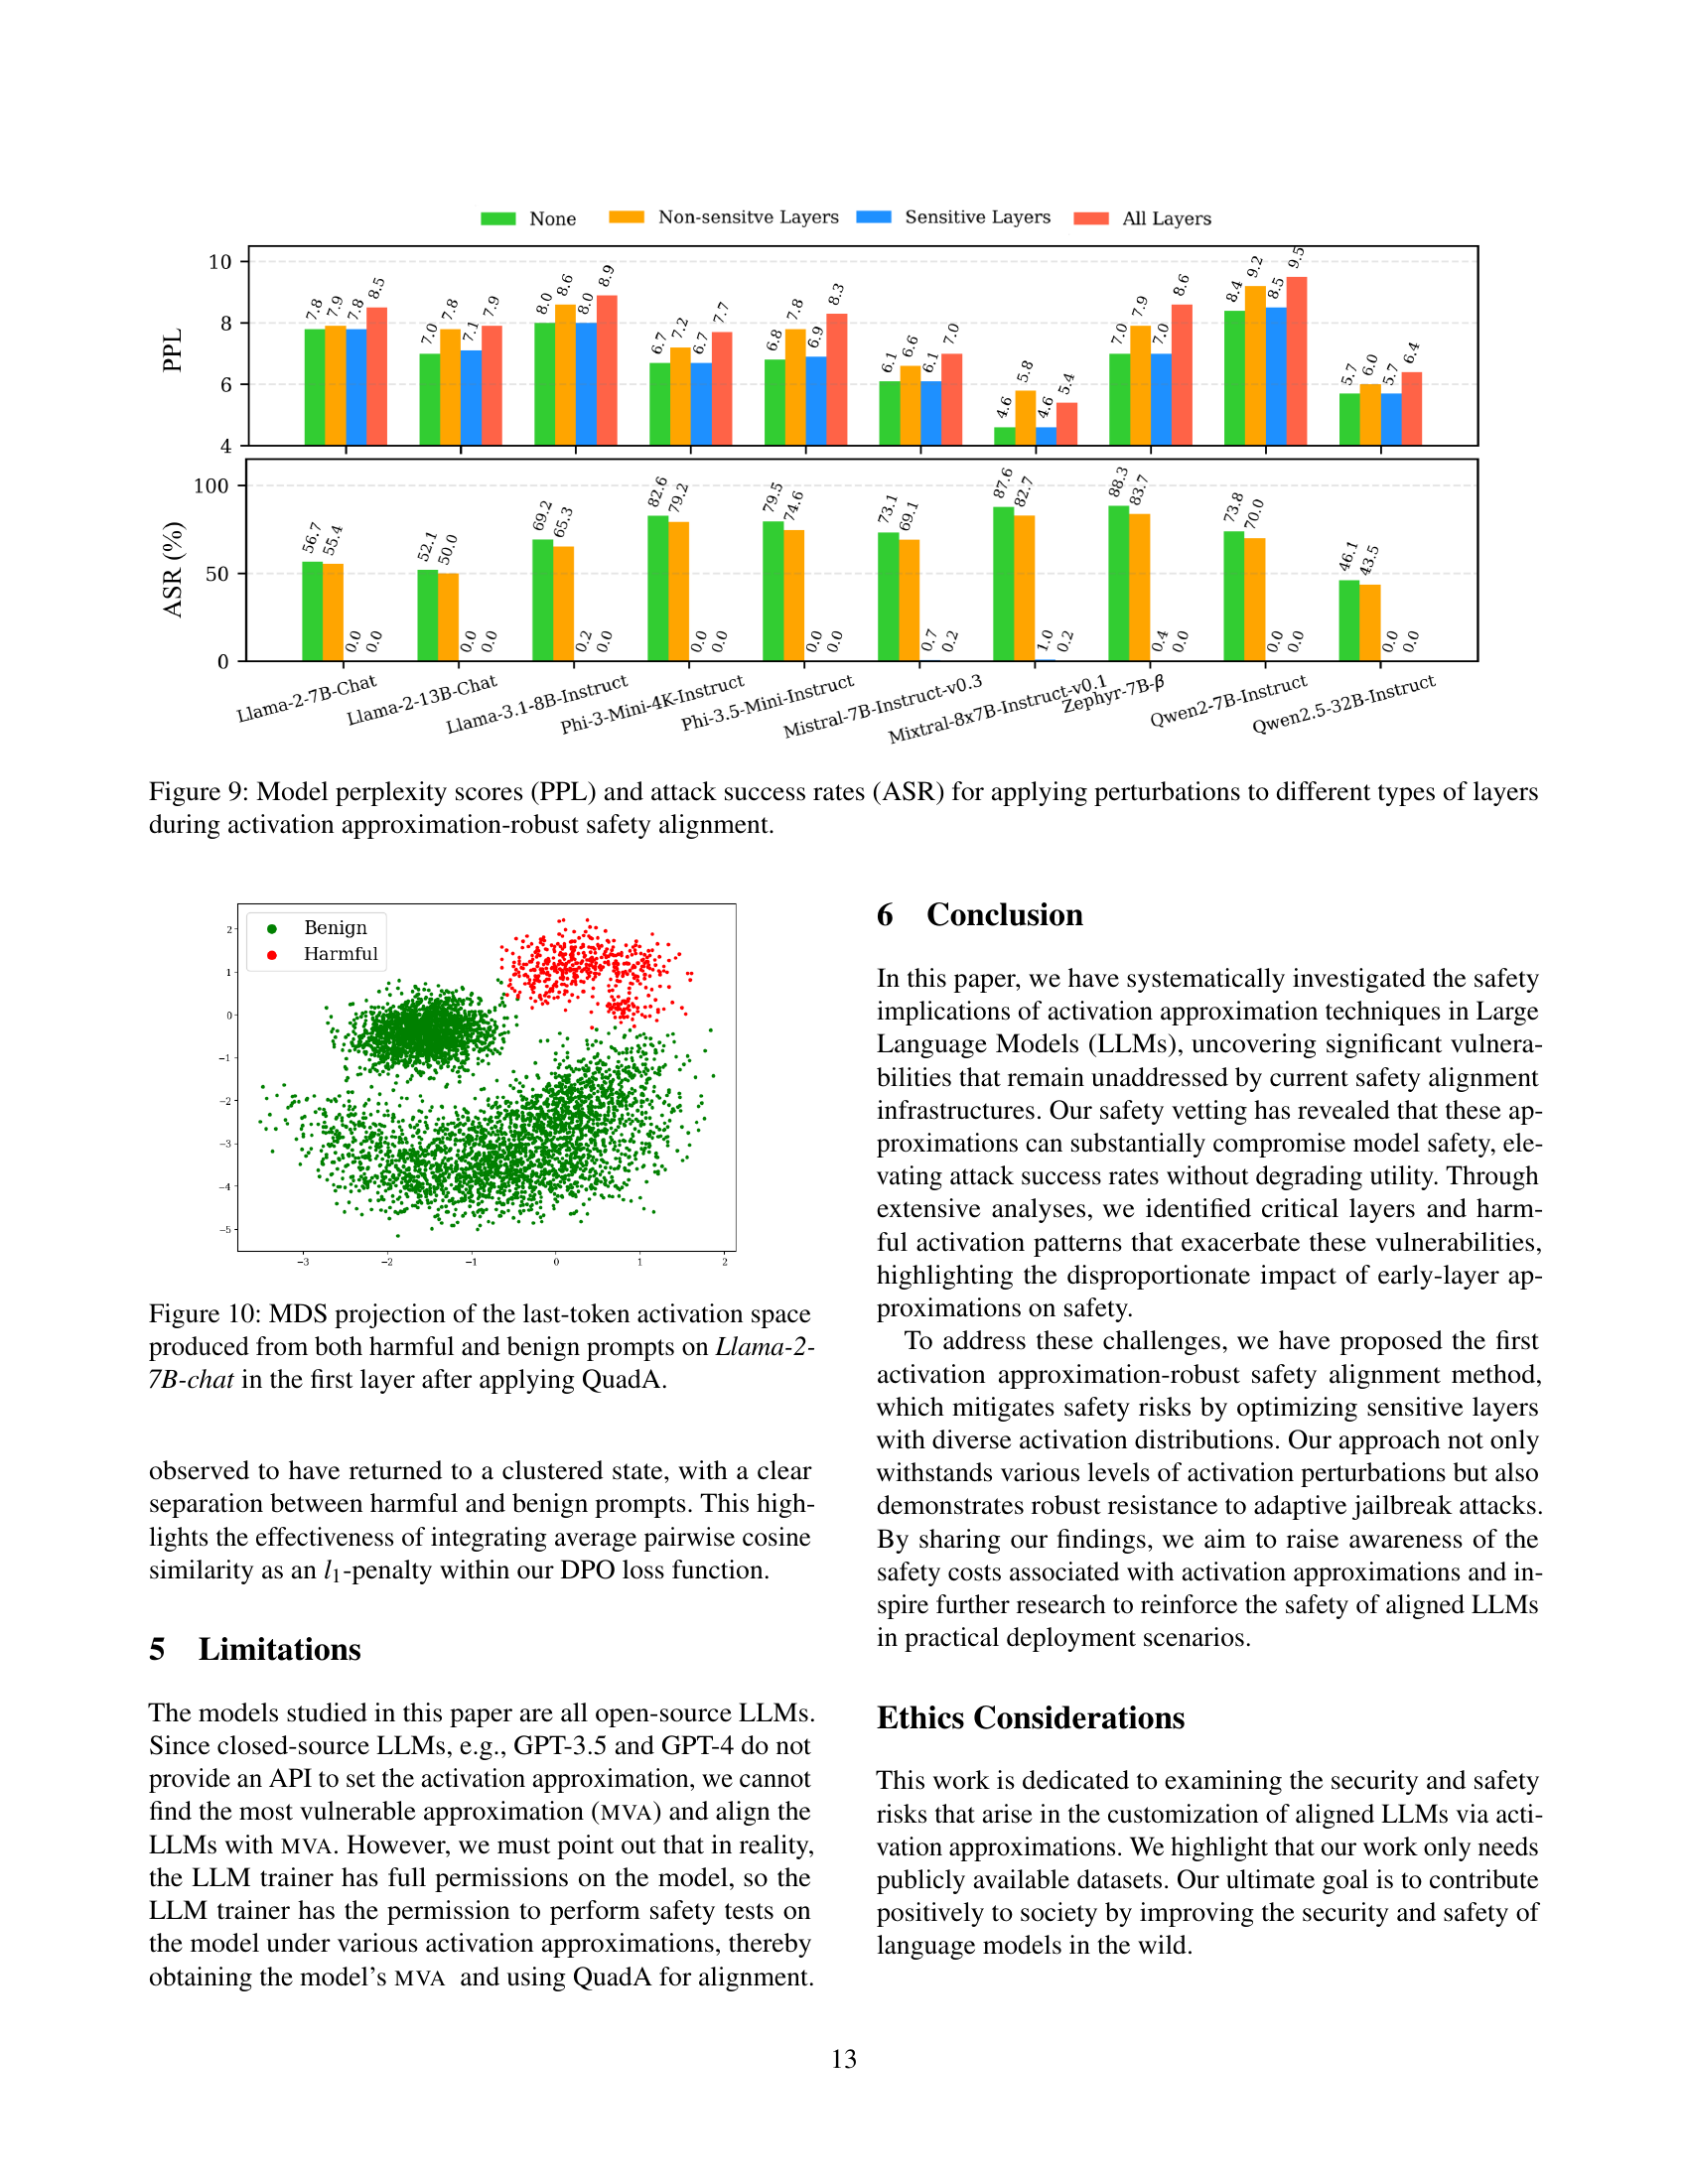 None Non-sensitve Layers Sensitive Layers All Layers
PPL
10
8
6
4
7.8 7.9 7.8 8.5
7.0 7.8 7.1 7.9
8.0 8.6 8.0 8.9
6.7 7.2 6.7 7.7
6.8 7.8 6.9 8.3
6.1 6.6 6.1 7.0
4.6 5.8 4.6 5.4
7.0 7.9 7.0 8.6
8.4 9.2 8.5 9.5
5.7 6.0 5.7 6.4
ASR (%)
100
50
0
56.7 55.4 0.0 0.0
52.1 50.0 0.0 0.0
69.2 65.3 0.2 0.0
82.6 79.2 0.0 0.0
79.5 74.6 0.0 0.0
73.1 69.1 0.7 0.2
87.6 82.7 1.0 0.2
88.3 83.7 0.4 0.0
73.8 70.0 0.0 0.0
46.1 43.5 0.0 0.0
Llama-2-7B-Chat
Llama-2-13B-Chat
Llama-3.1-8B-Instruct
Phi-3-Mini-4K-Instruct
Phi-3.5-Mini-Instruct
Mistral-7B-Instruct-v0.3
Mixtral-8x7B-Instruct-v0.1
Zephyr-7B-β
Qwen2-7B-Instruct
Qwen2.5-32B-Instruct
Figure 9: Model perplexity scores (PPL) and attack success rates (ASR) for applying perturbations to different types of layers
during activation approximation-robust safety alignment.
Benign
Harmful
2
1
0
−1
−2
−3
−4
−5
−3 −2 −1 0 1 2
Figure 10: MDS projection of the last-token activation space
produced from both harmful and benign prompts on Llama-2-
7B-chat in the first layer after applying QuadA.
observed to have returned to a clustered state, with a clear
separation between harmful and benign prompts. This high-
lights the effectiveness of integrating average pairwise cosine
similarity as an l1-penalty within our DPO loss function.
5 Limitations
The models studied in this paper are all open-source LLMs.
Since closed-source LLMs, e.g., GPT-3.5 and GPT-4 do not
provide an API to set the activation approximation, we cannot
find the most vulnerable approximation (MVA) and align the
LLMs with MVA. However, we must point out that in reality,
the LLM trainer has full permissions on the model, so the
LLM trainer has the permission to perform safety tests on
the model under various activation approximations, thereby
obtaining the model's MVA and using QuadA for alignment.
6 Conclusion
In this paper, we have systematically investigated the safety
implications of activation approximation techniques in Large
Language Models (LLMs), uncovering significant vulnera-
bilities that remain unaddressed by current safety alignment
infrastructures. Our safety vetting has revealed that these ap-
proximations can substantially compromise model safety, ele-
vating attack success rates without degrading utility. Through
extensive analyses, we identified critical layers and harm-
ful activation patterns that exacerbate these vulnerabilities,
highlighting the disproportionate impact of early-layer ap-
proximations on safety.
To address these challenges, we have proposed the first
activation approximation-robust safety alignment method,
which mitigates safety risks by optimizing sensitive layers
with diverse activation distributions. Our approach not only
withstands various levels of activation perturbations but also
demonstrates robust resistance to adaptive jailbreak attacks.
By sharing our findings, we aim to raise awareness of the
safety costs associated with activation approximations and in-
spire further research to reinforce the safety of aligned LLMs
in practical deployment scenarios.
Ethics Considerations
This work is dedicated to examining the security and safety
risks that arise in the customization of aligned LLMs via acti-
vation approximations. We highlight that our work only needs
publicly available datasets. Our ultimate goal is to contribute
positively to society by improving the security and safety of
language models in the wild.
13